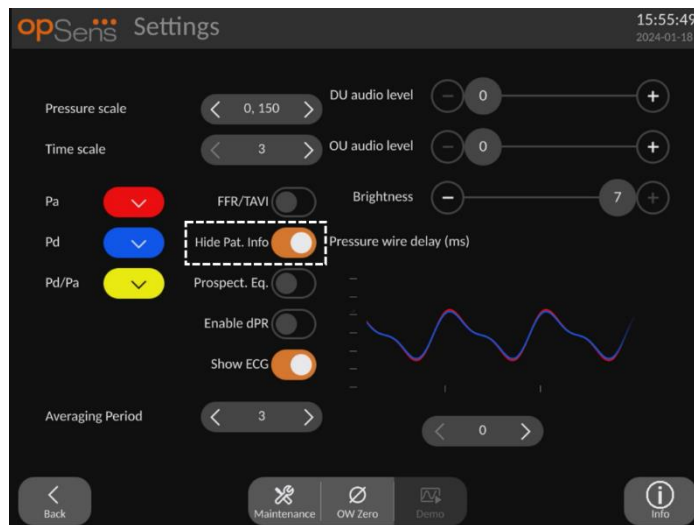 opSens Settings
15:55:49
2024-01-18
Pressure scale
0, 150
DU audio level
0
Time scale
3
OU audio level
0
Pa
FFR/TAVI
Brightness
7
Pd
Hide Pat. Info
Pressure wire delay (ms)
Pd/Pa
Prospect. Eq.
Enable dPR
Show ECG
Averaging Period
3
0
Back
Maintenance
OW Zero
Demo
Info